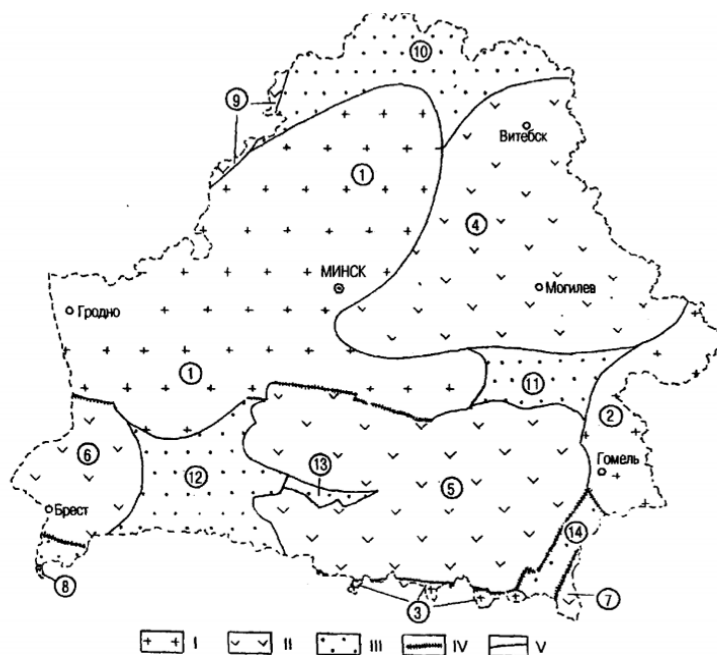 10
9
Витебск
1
4
МИНСК
Могилев
Гродно
1
11
2
6
12
13
5
Гомель
Брест
14
8
3
7
I II III IV V